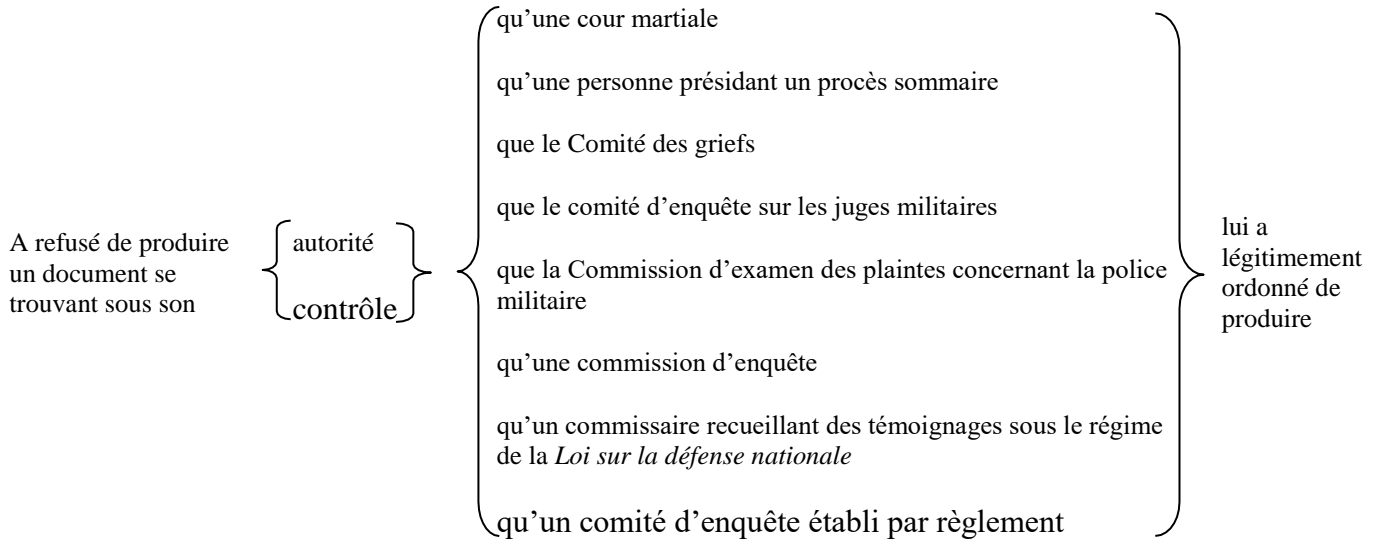 A refusé de produire
un document se
trouvant sous son
autorité
contrôle
qu'une cour martiale
qu'une personne présidant un procès sommaire
que le Comité des griefs
que le comité d'enquête sur les juges militaires
que la Commission d'examen des plaintes concernant la police
militaire
qu'une commission d'enquête
qu'un commissaire recueillant des témoignages sous le régime
de la Loi sur la défense nationale
qu'un comité d'enquête établi par règlement
lui a
légitimement
ordonné de
produire